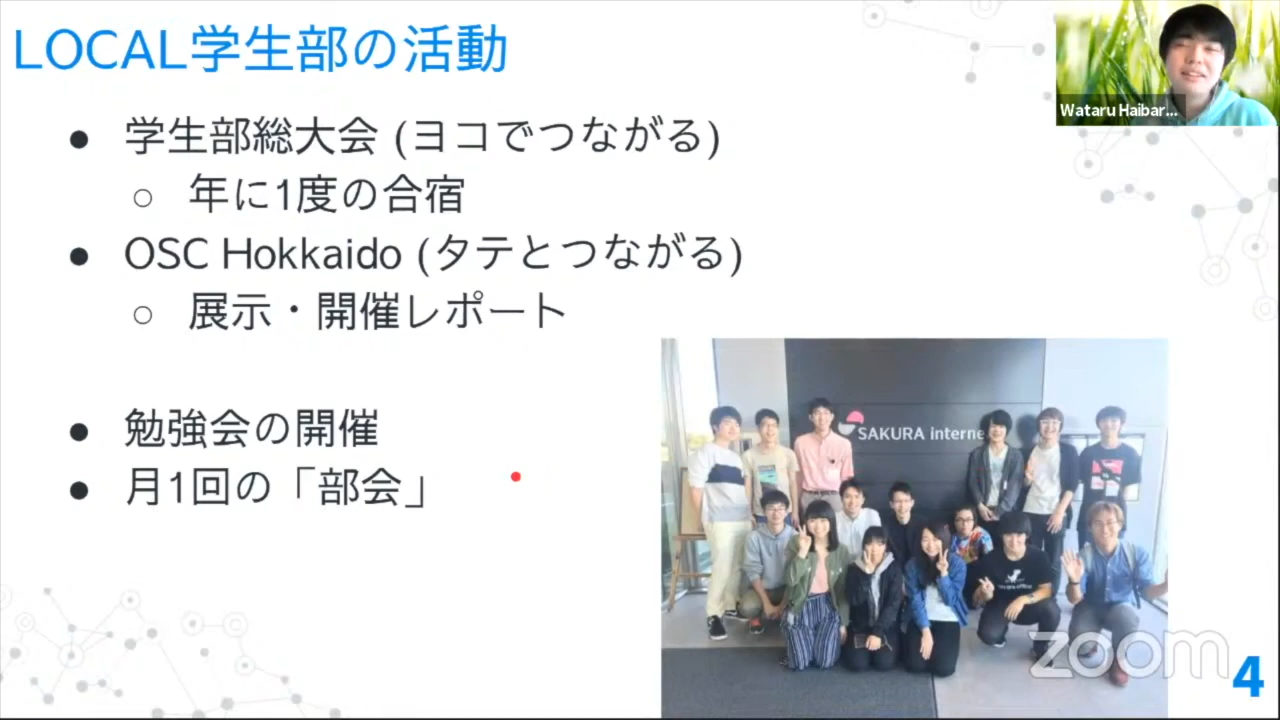 LOCAL学生部の活動
Wataru Haibar...
● 学生部総大会 (ヨコでつながる)
○ 年に1度の合宿
● OSC Hokkaido (タテとつながる)
○ 展示・開催レポート
● 勉強会の開催
● 月1回の「部会」
SAKURA interne
zoom
4